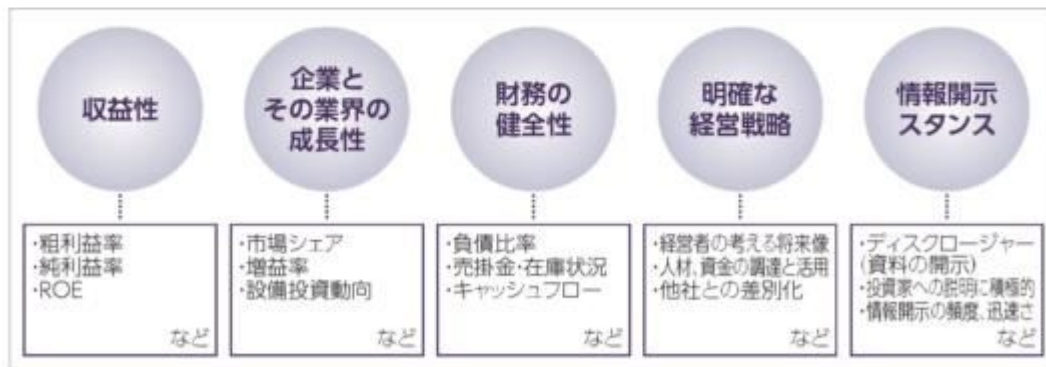 収益性
企業と
その業界の
成長性
財務の
健全性
明確な
経営戦略
情報開示
スタンス
・粗利益率
・純利益率
・ROE
など
・市場シェア
・増益率
・設備投資動向
など
・負債比率
・売掛金・在庫状況
・キャッシュフロー
など
・経営者の考える将来像
・人材、資金の調達と活用
・他社との差別化
など
・ディスクロージャー
(資料の開示)
・投資家への説明に積極的
・情報開示の頻度、迅速さ
など